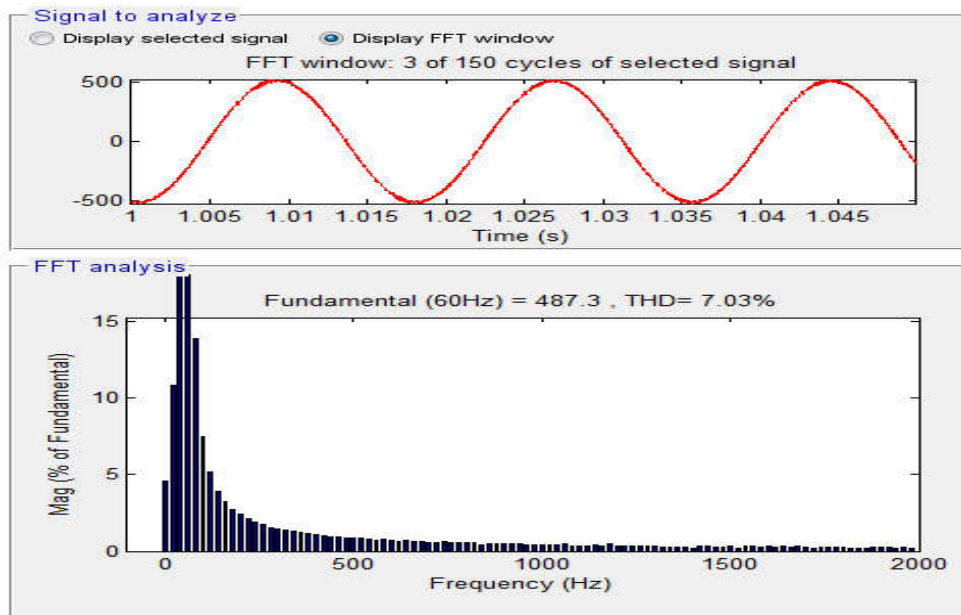 Signal to analyze
Display selected signal Display FFT window
FFT window: 3 of 150 cycles of selected signal
500
0
-500
1 1.005 1.01 1.015 1.02 1.025 1.03 1.035 1.04 1.045
Time (s)
FFT analysis
Fundamental (60Hz) = 487.3 , THD= 7.03%
Mag (% of Fundamental)
15
10
5
0
0 500 1000 1500 2000
Frequency (Hz)